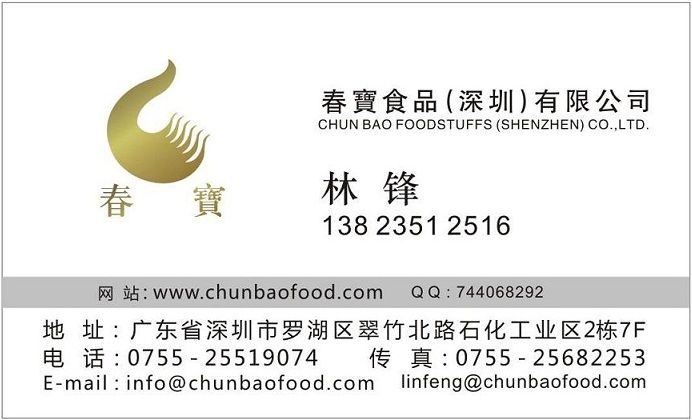 春寶
春寶食品(深圳)有限公司
CHUN BAO FOODSTUFFS (SHENZHEN) CO.,LTD.
林锋
138 2351 2516
网 站: www.chunbaofood.com QQ:744068292
地 址: 广东省深圳市罗湖区翠竹北路石化工业区2栋7F
电 话:0755-25519074 传 真:0755-25682253
E-mail:info@chunbaofood.com linfeng@chunbaofood.com